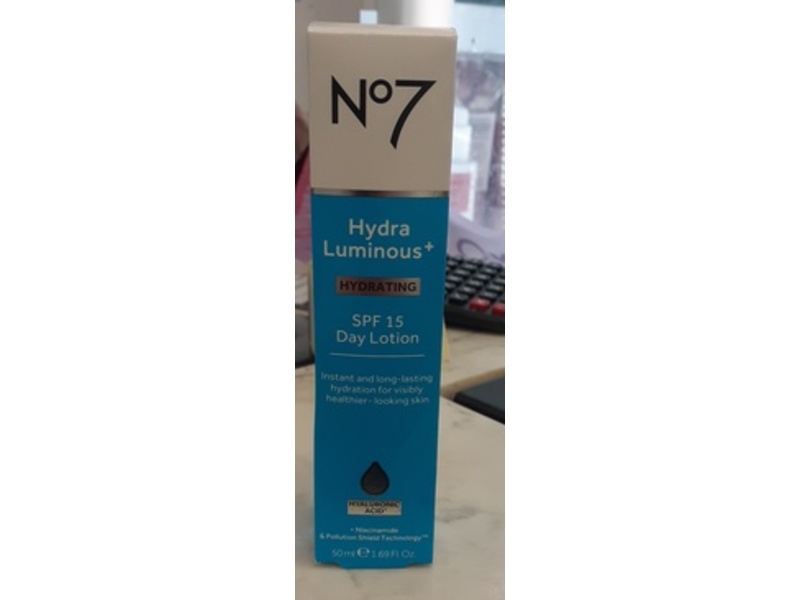 No7
Hydra
Luminous+
HYDRATING
SPF 15
Day Lotion
Instant and long-lasting
hydration for visibly
healthier-looking skin
HYALURONIC
ACID+
+ Niacinamide
& Pollution Shield Technology™
50 ml ℮ 1.69 Fl. Oz.